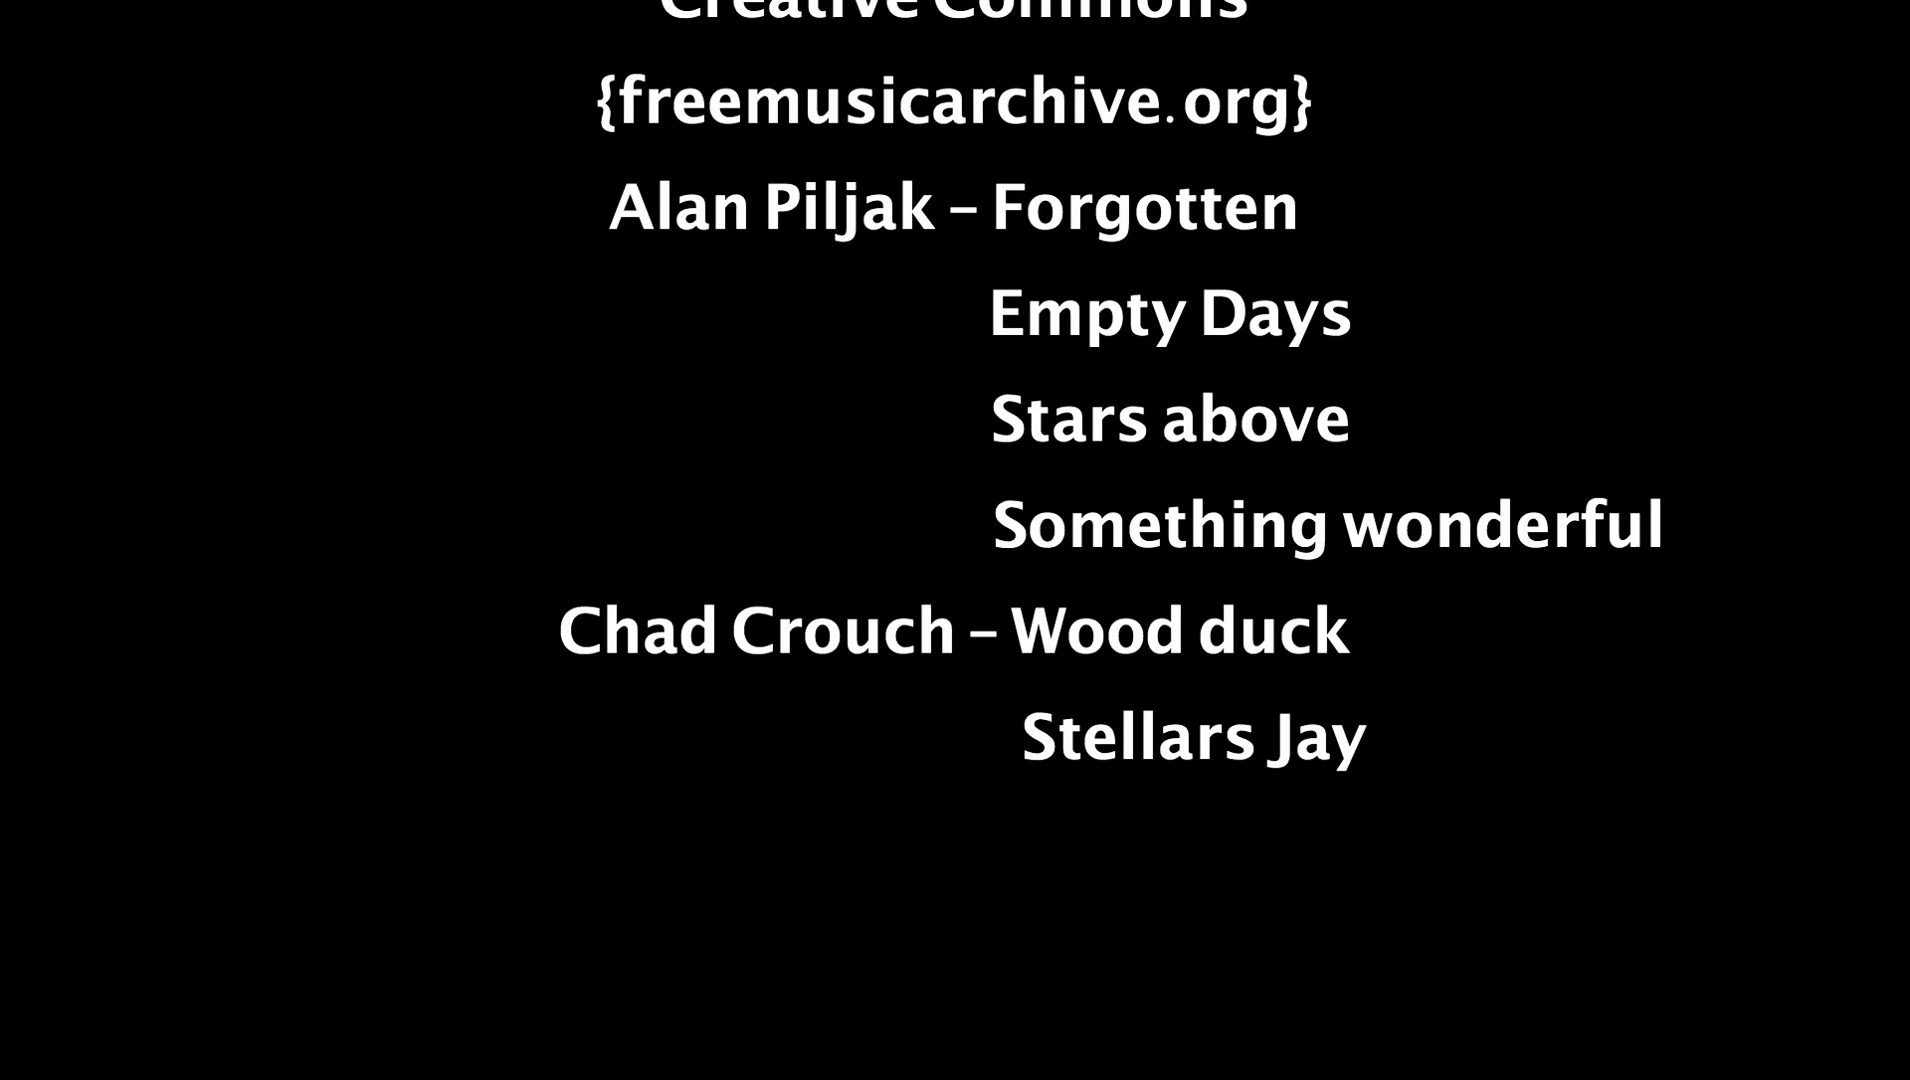 Creative Commons
{freemusicarchive.org}
Alan Piljak – Forgotten
Empty Days
Stars above
Something wonderful
Chad Crouch – Wood duck
Stellars Jay